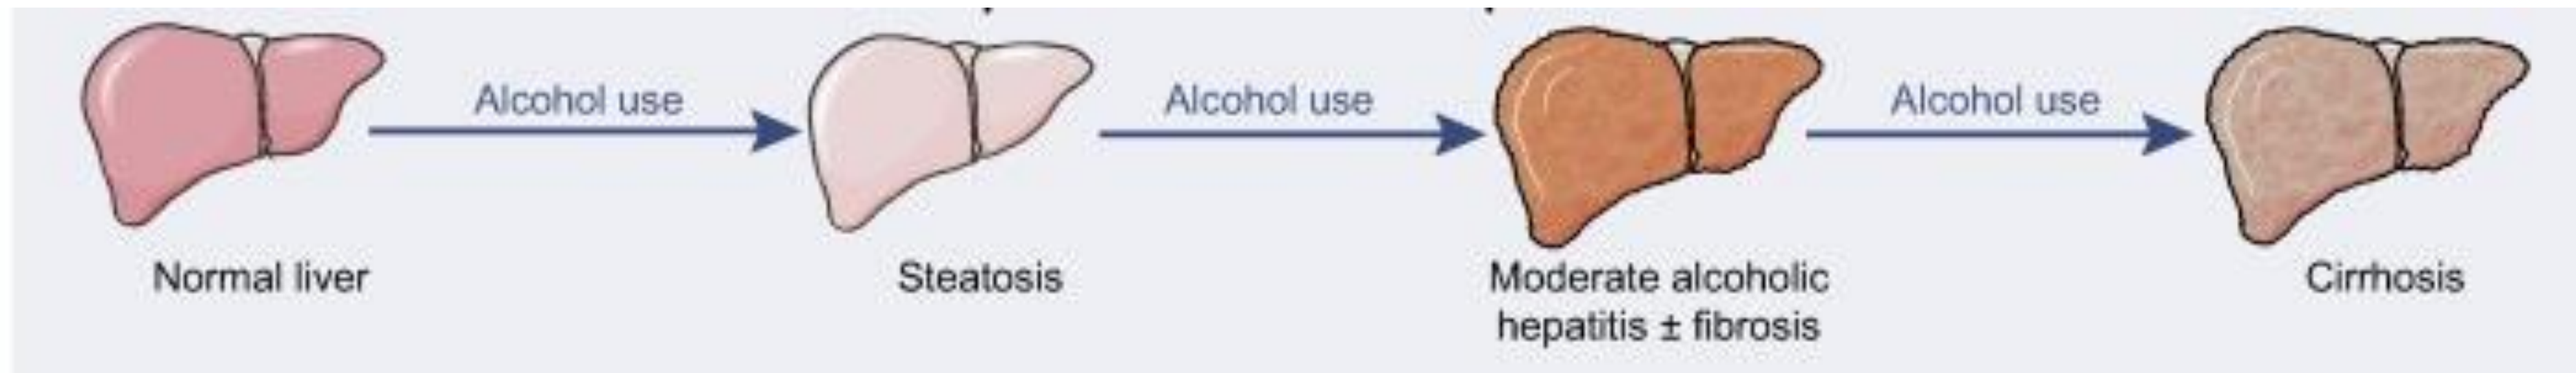 Alcohol use
Alcohol use
Alcohol use
Normal liver
Steatosis
Moderate alcoholic
hepatitis ± fibrosis
Cirrhosis